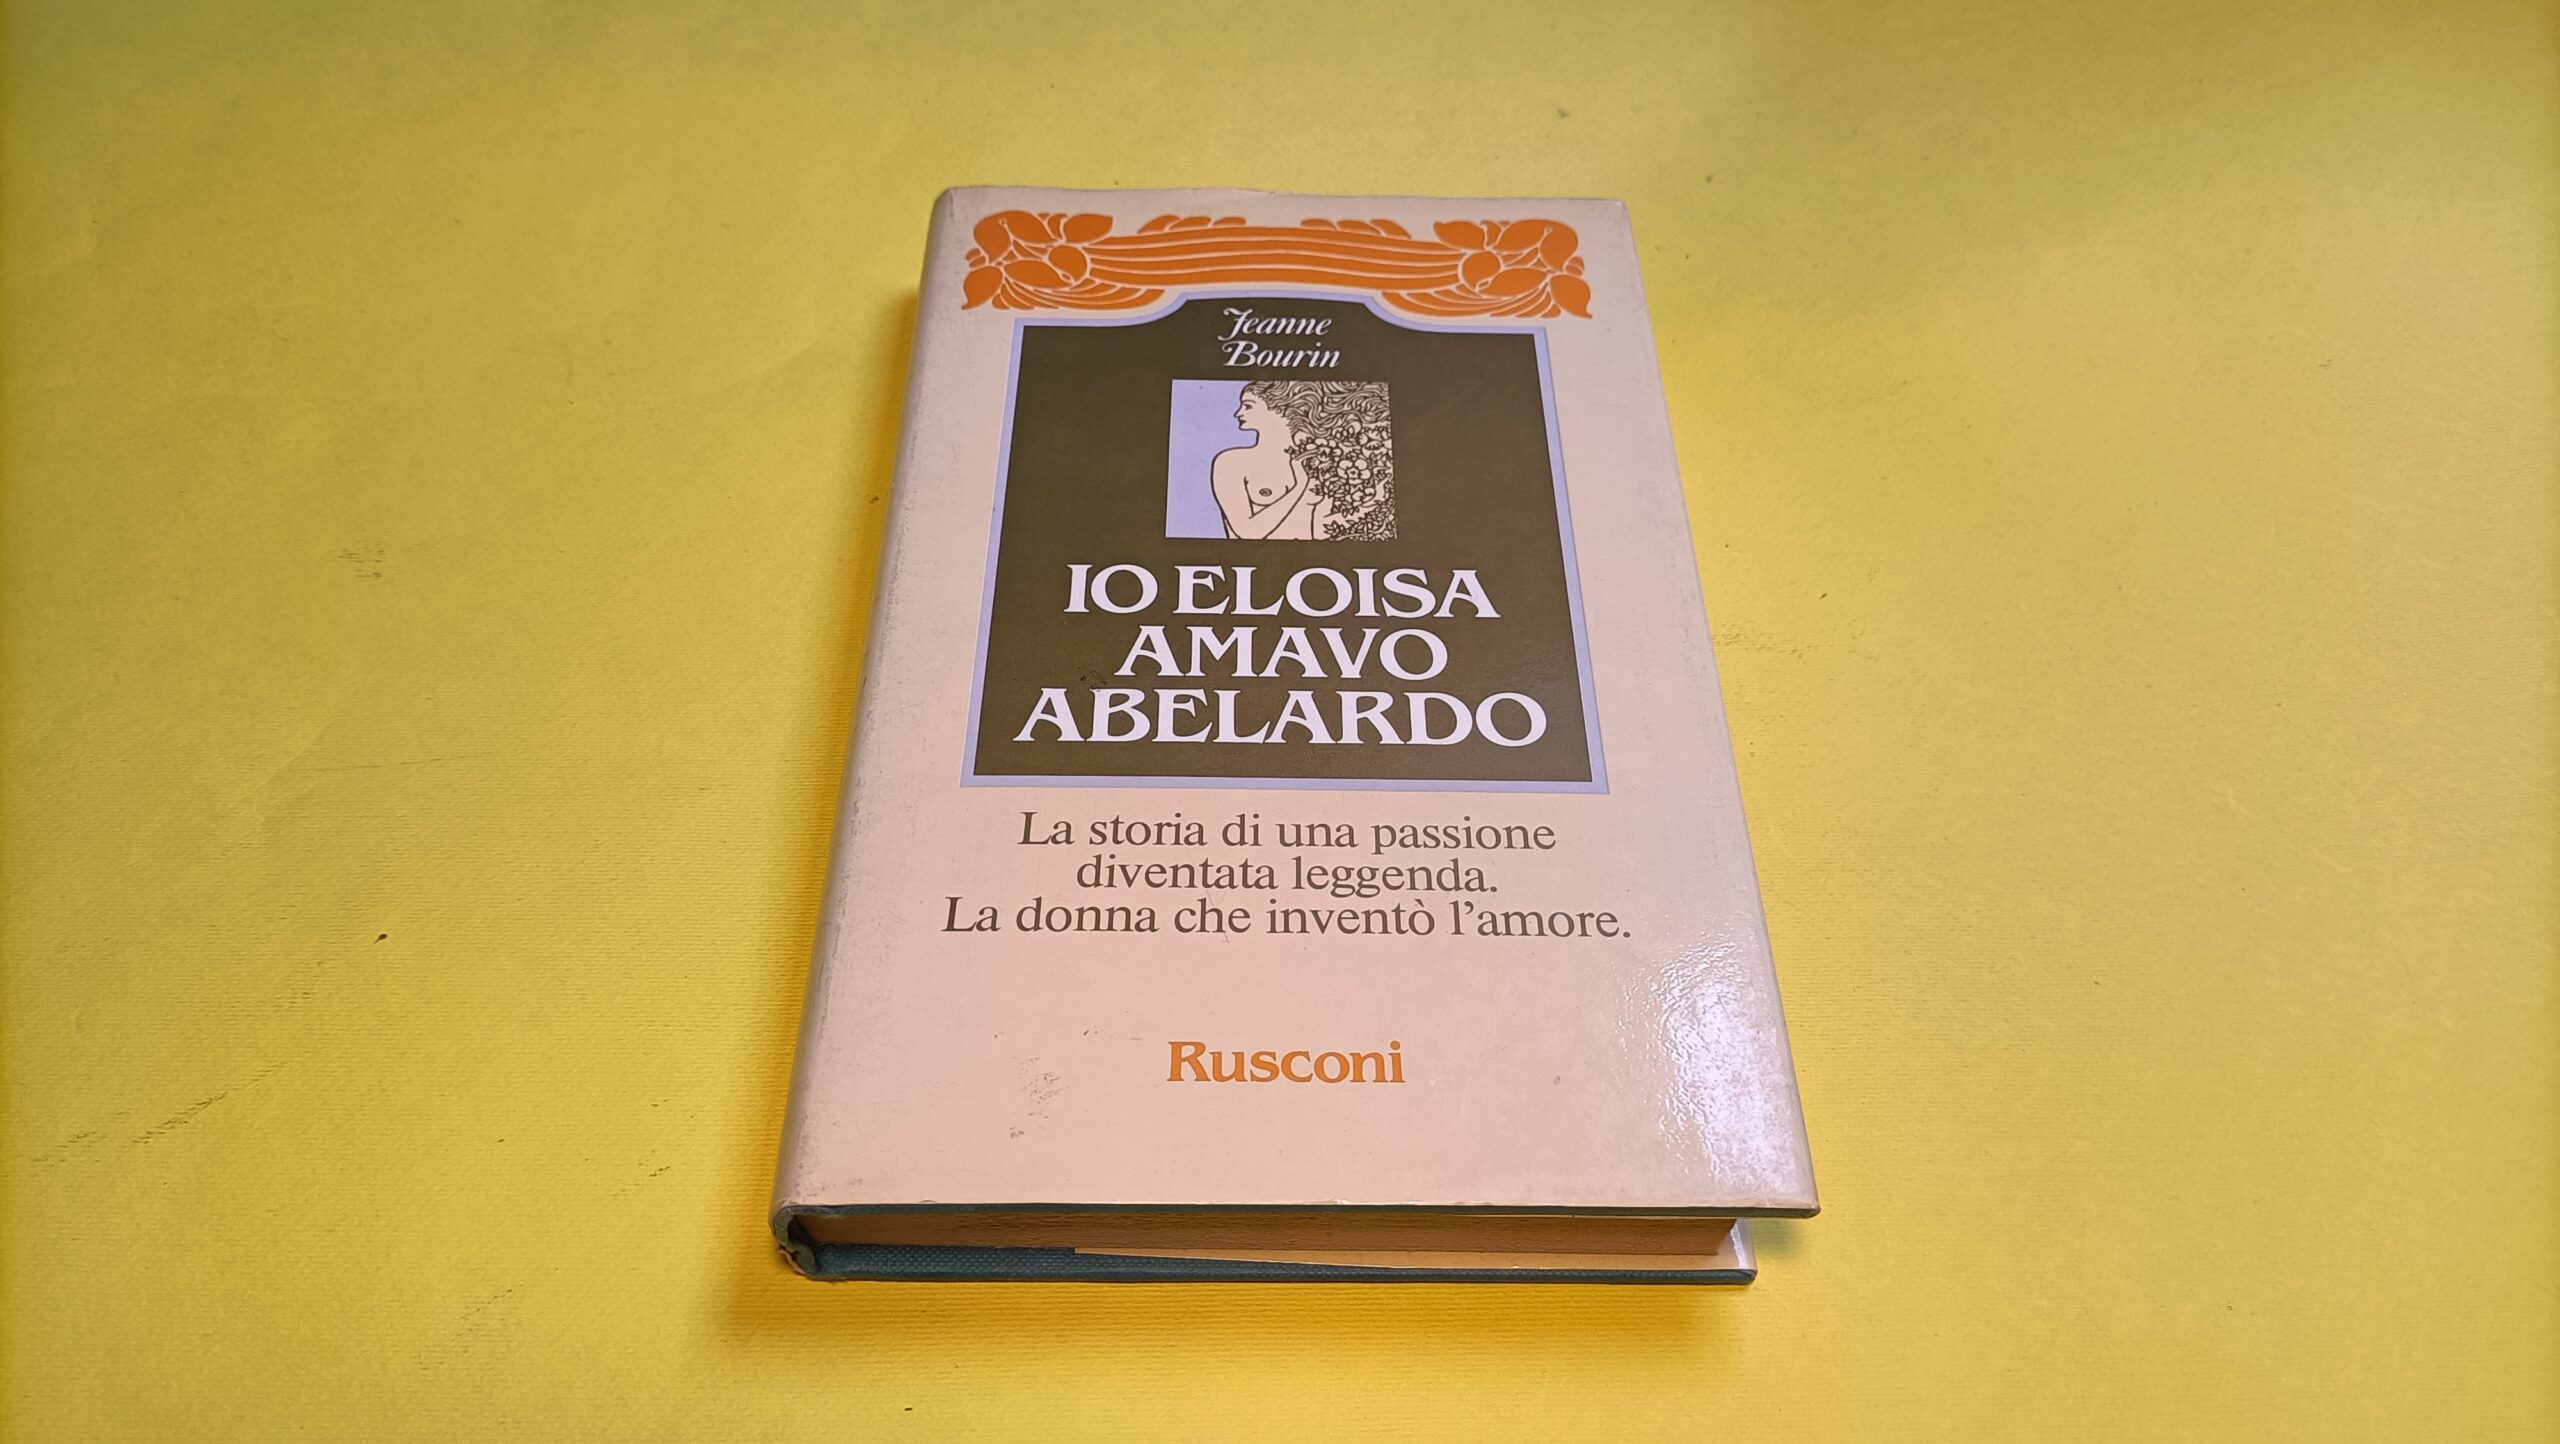 Jeanne
Bourin
IO ELOISA
AMAVO
ABELARDO
La storia di una passione
diventata leggenda.
La donna che inventò l'amore.
Rusconi